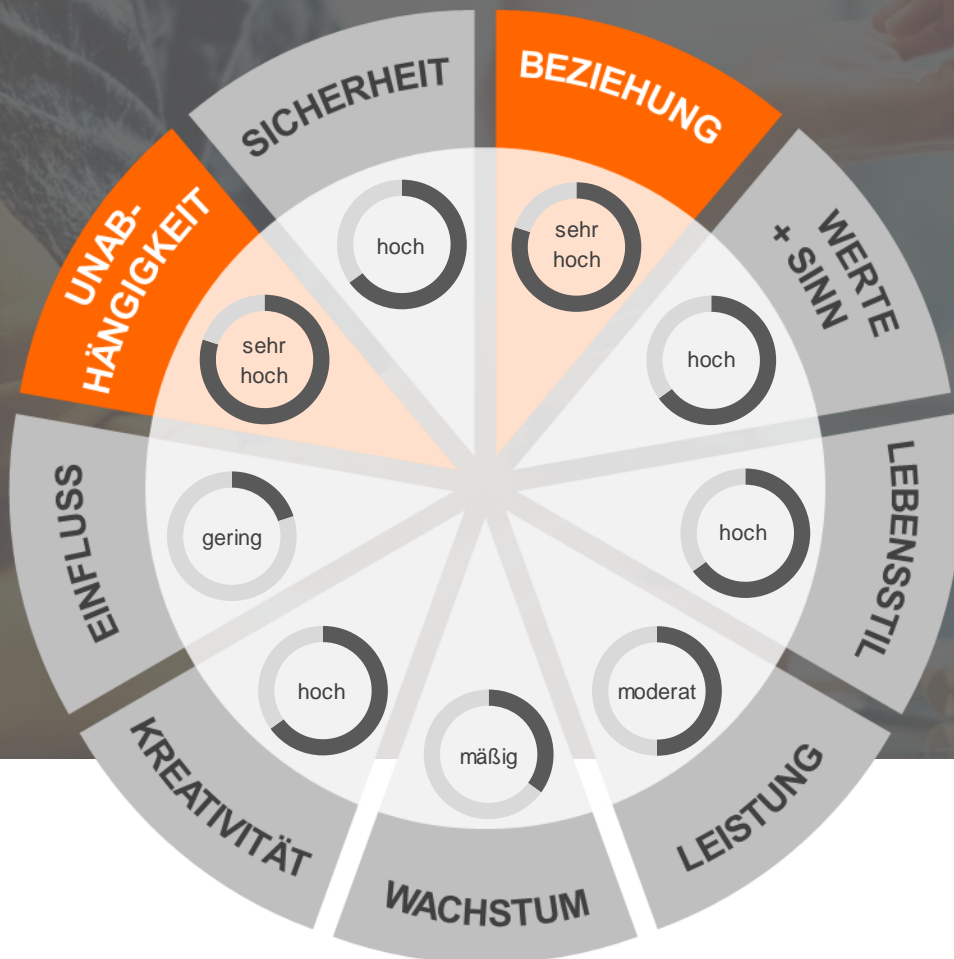 SICHERHEIT
hoch
BEZIEHUNG
sehr
hoch
WERTE
+ SINN
hoch
LEBENSSTIL
hoch
LEISTUNG
moderat
WACHSTUM
mäßig
KREATIVITÄT
hoch
EINFLUSS
gering
UNAB-
HÄNGIGKEIT
sehr
hoch